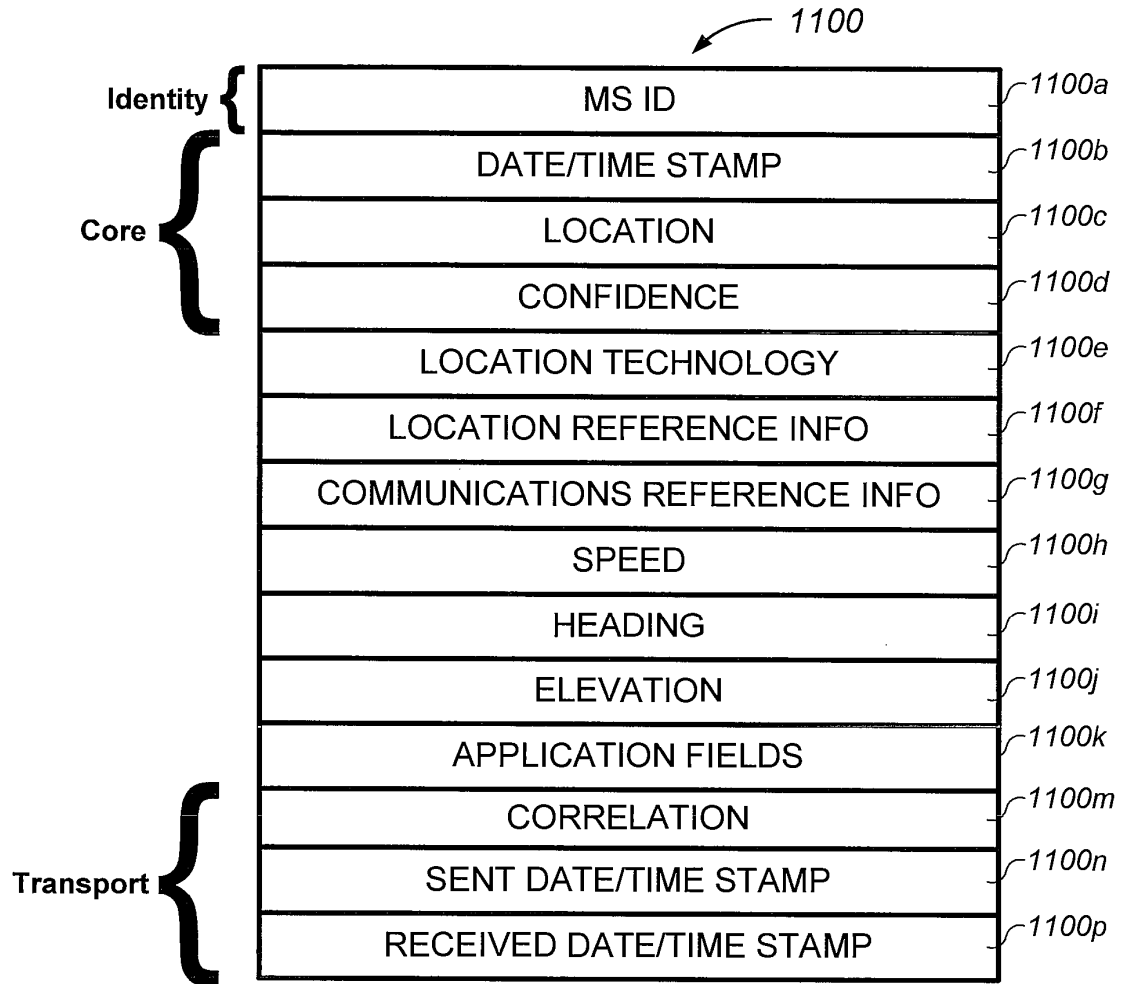 1100
Identity
MS ID
1100a
DATE/TIME STAMP
1100b
Core
LOCATION
1100c
CONFIDENCE
1100d
LOCATION TECHNOLOGY
1100e
LOCATION REFERENCE INFO
1100f
COMMUNICATIONS REFERENCE INFO
1100g
SPEED
1100h
HEADING
1100i
ELEVATION
1100j
APPLICATION FIELDS
1100k
CORRELATION
1100m
Transport
SENT DATE/TIME STAMP
1100n
RECEIVED DATE/TIME STAMP
1100p